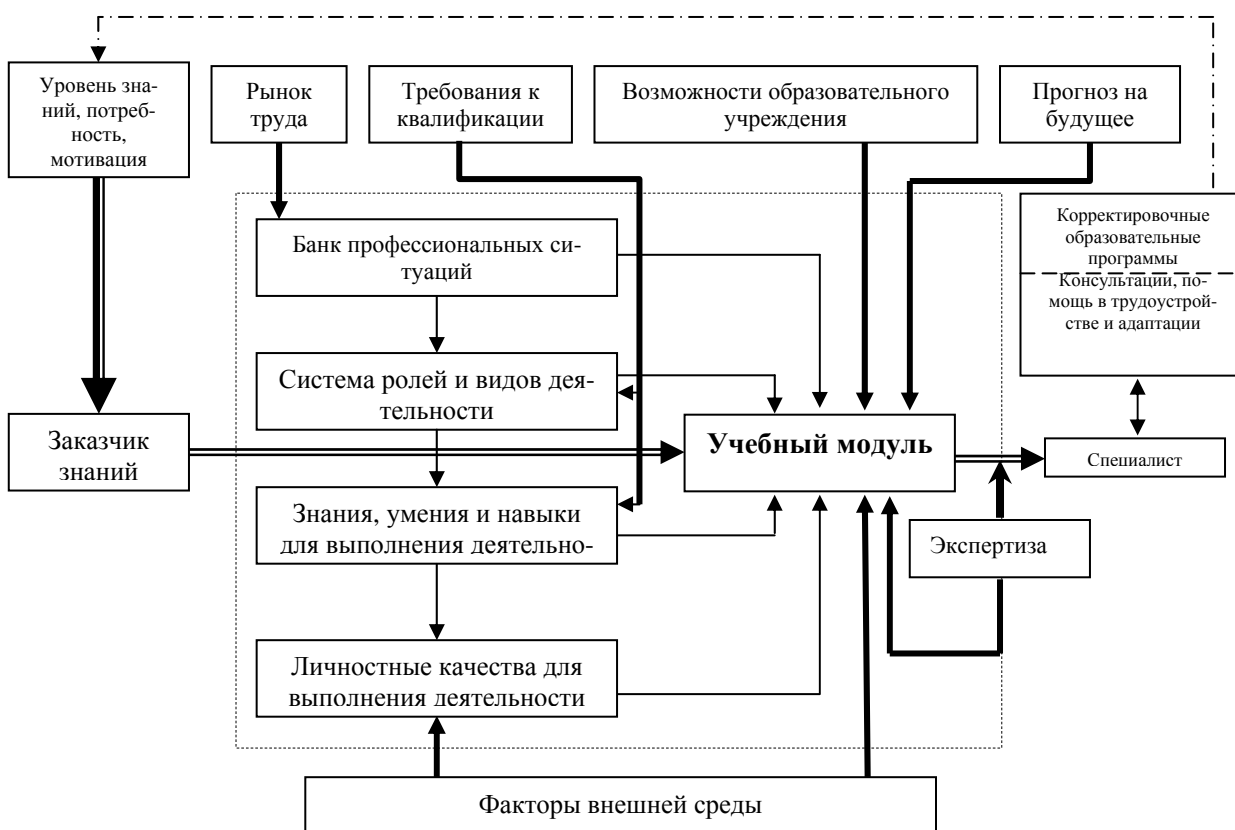 Уровень зна-
ний, потреб-
ность,
мотивация
Рынок
труда
Требования к
квалификации
Возможности образовательного
учреждения
Прогноз на
будущее
Банк профессиональных си-
туаций
Корректировочные
образовательные
программы
Консультации, по-
мощь в трудоустрой-
стве и адаптации
Система ролей и видов дея-
тельности
Заказчик
знаний
Учебный модуль
Специалист
Знания, умения и навыки
для выполнения деятельно-
Экспертиза
Личностные качества для
выполнения деятельности
Факторы внешней среды